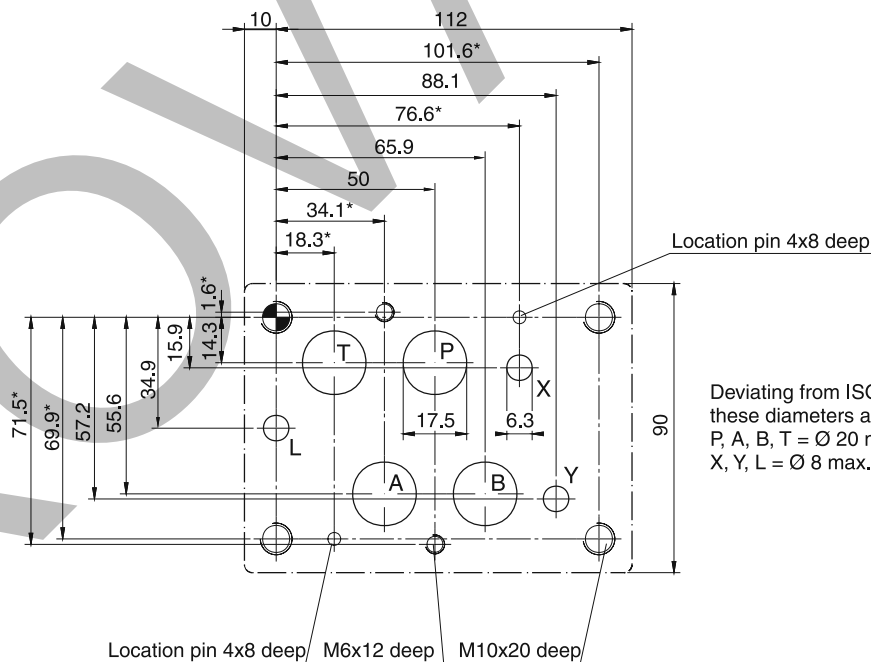 10
112
101.6*
88.1
76.6*
65.9
50
34.1*
18.3*
Location pin 4x8 deep
1.6*
14.3
15.9
34.9
55.6
57.2
69.9*
71.5*
T
P
X
17.5
6.3
L
A
B
Y
90
Deviating from ISO
these diameters a
P, A, B, T = Ø 20
X, Y, L = Ø 8 max.
Location pin 4x8 deep
M6x12 deep
M10x20 deep